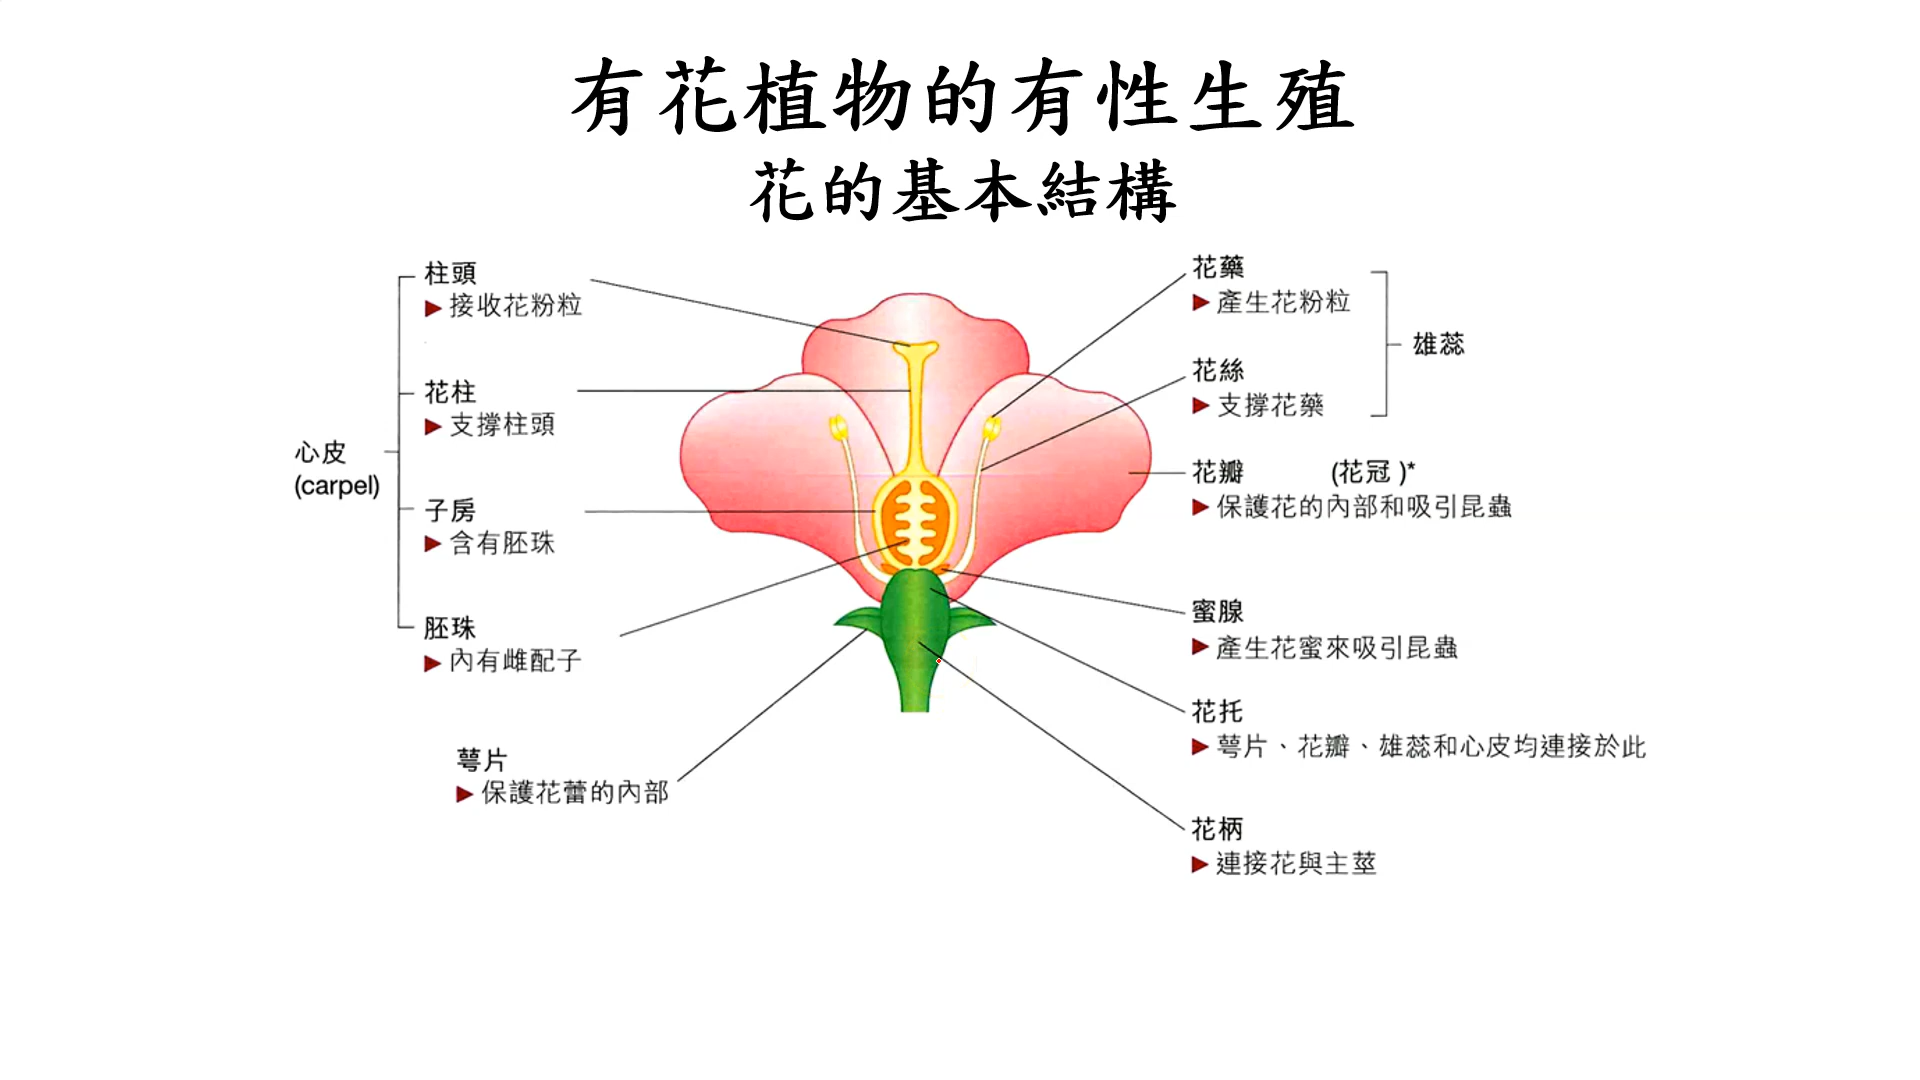 有花植物的有性生殖
花的基本結構
柱頭
▶ 接收花粉粒
花柱
▶ 支撐柱頭
心皮
(carpel)
子房
▶ 含有胚珠
胚珠
▶ 內有雌配子
萼片
▶ 保護花蕾的內部
花藥
▶ 產生花粉粒
雄蕊
花絲
▶ 支撐花藥
花瓣 (花冠 )*
▶ 保護花的內部和吸引昆蟲
蜜腺
▶ 產生花蜜來吸引昆蟲
花托
▶ 萼片、花瓣、雄蕊和心皮均連接於此
花柄
▶ 連接花與主莖